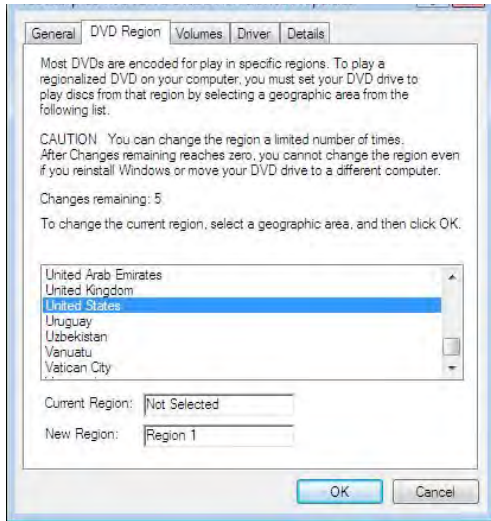 General DVD Region Volumes Driver Details
Most DVDs are encoded for play in specific regions. To play a
regionalized DVD on your computer, you must set your DVD drive to
play discs from that region by selecting a geographic area from the
following list.
CAUTION You can change the region a limited number of times.
After Changes remaining reaches zero, you cannot change the region even
if you reinstall Windows or move your DVD drive to a different computer.
Changes remaining: 5
To change the current region, select a geographic area, and then click OK.
United Arab Emirates
United Kingdom
United States
Uruguay
Uzbekistan
Vanuatu
Vatican City
Current Region: Not Selected
New Region: Region 1
OK Cancel